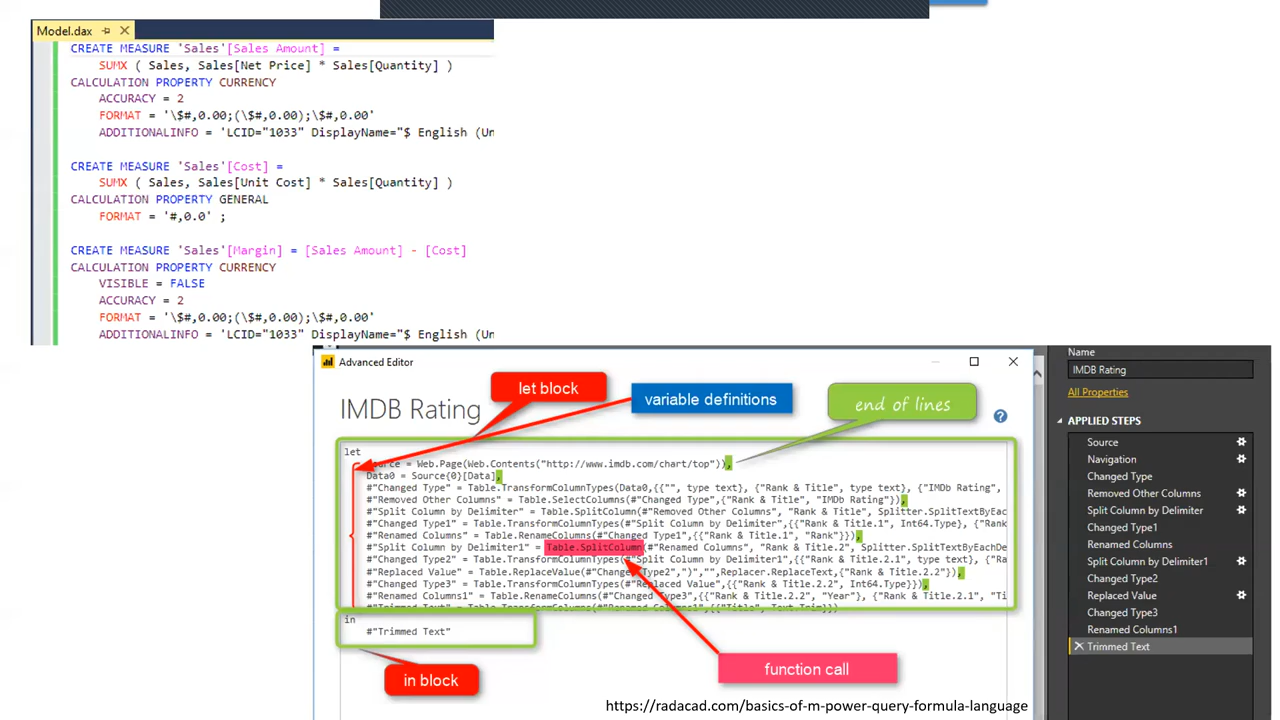 Model.dax
CREATE MEASURE 'Sales'[Sales Amount] =
SUMX ( Sales, Sales[Net Price] * Sales[Quantity] )
CALCULATION PROPERTY CURRENCY
ACCURACY = 2
FORMAT = '\$#,0.00;(\$#,0.00);\$#,0.00'
ADDITIONALINFO = 'LCID="1033" DisplayName="$ English (Un
CREATE MEASURE 'Sales'[Cost] =
SUMX ( Sales, Sales[Unit Cost] * Sales[Quantity] )
CALCULATION PROPERTY GENERAL
FORMAT = '#,0.0' ;
CREATE MEASURE 'Sales'[Margin] = [Sales Amount] - [Cost]
CALCULATION PROPERTY CURRENCY
VISIBLE = FALSE
ACCURACY = 2
FORMAT = '\$#,0.00;(\$#,0.00);\$#,0.00'
ADDITIONALINFO = 'LCID="1033" DisplayName="$ English (Un
Advanced Editor
let block
variable definitions
end of lines
IMDB Rating
let
Source = Web.Page(Web.Contents("http://www.imdb.com/chart/top")),
Data0 = Source{0}[Data],
#"Changed Type" = Table.TransformColumnTypes(Data0,{{"", type text}, {"Rank & Title", type text}, {"IMDb Rating",
#"Removed Other Columns" = Table.SelectColumns(#"Changed Type",{"Rank & Title", "IMDb Rating"}),
#"Split Column by Delimiter" = Table.SplitColumn(#"Removed Other Columns", "Rank & Title", Splitter.SplitTextByEach
#"Changed Type1" = Table.TransformColumnTypes(#"Split Column by Delimiter",{{"Rank & Title.1", Int64.Type}, {"Rank
#"Renamed Columns" = Table.RenameColumns(#"Changed Type1",{{"Rank & Title.1", "Rank"}}),
#"Split Column by Delimiter1" = Table.SplitColumn(#"Renamed Columns", "Rank & Title.2", Splitter.SplitTextByEachDe
#"Changed Type2" = Table.TransformColumnTypes(#"Split Column by Delimiter1",{{"Rank & Title.2.1", type text}, {"Ra
#"Replaced Value" = Table.ReplaceValue(#"Changed Type2",")","",Replacer.ReplaceText,{"Rank & Title.2.2"}),
#"Changed Type3" = Table.TransformColumnTypes(#"Replaced Value",{{"Rank & Title.2.2", Int64.Type}}),
#"Renamed Columns1" = Table.RenameColumns(#"Changed Type3",{{"Rank & Title.2.2", "Year"}, {"Rank & Title.2.1", "Ti
#"Trimmed Text" = Table.TransformColumns(#"Renamed Columns1",{{"Title", Text.Trim}})
in
#"Trimmed Text"
in block
function call
Name
IMDB Rating
All Properties
APPLIED STEPS
Source
Navigation
Changed Type
Removed Other Columns
Split Column by Delimiter
Changed Type1
Renamed Columns
Split Column by Delimiter1
Changed Type2
Replaced Value
Changed Type3
Renamed Columns1
Trimmed Text
https://radacad.com/basics-of-m-power-query-formula-language